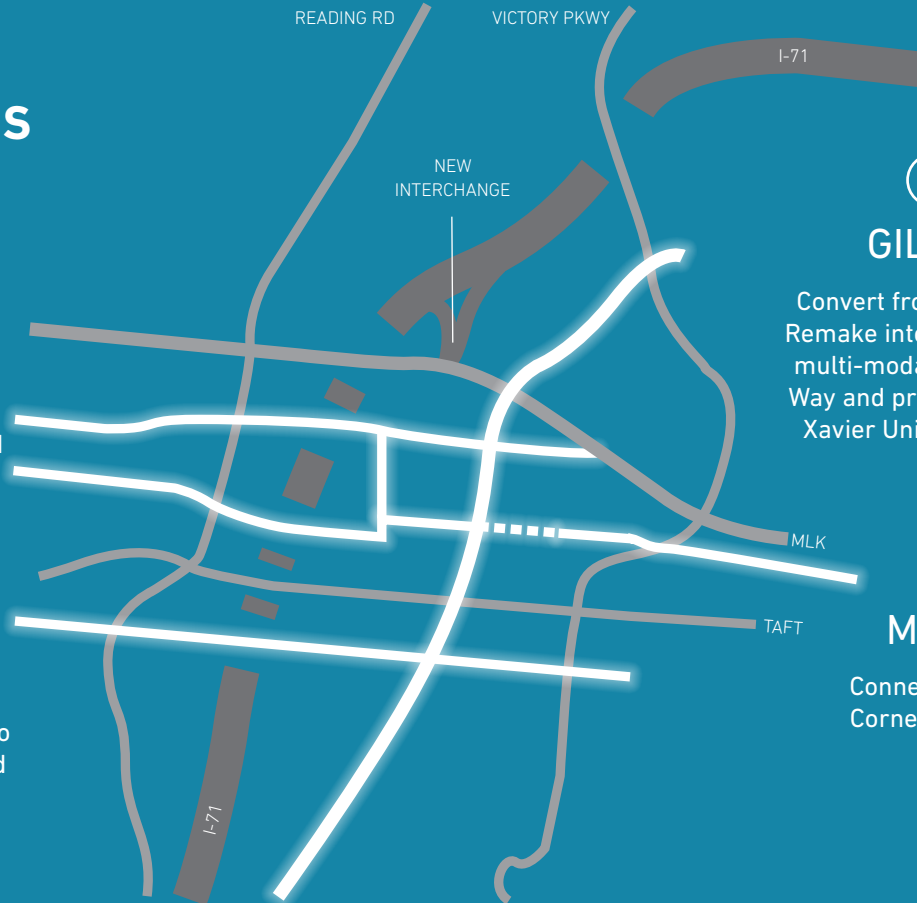 READING RD
VICTORY PKWY
I-71
S
NEW
INTERCHANGE
GIL
Convert fro
Remake into
multi-moda
Way and pr
Xavier Uni
MLK
TAFT
M
Conne
Corne
o
d
I-71